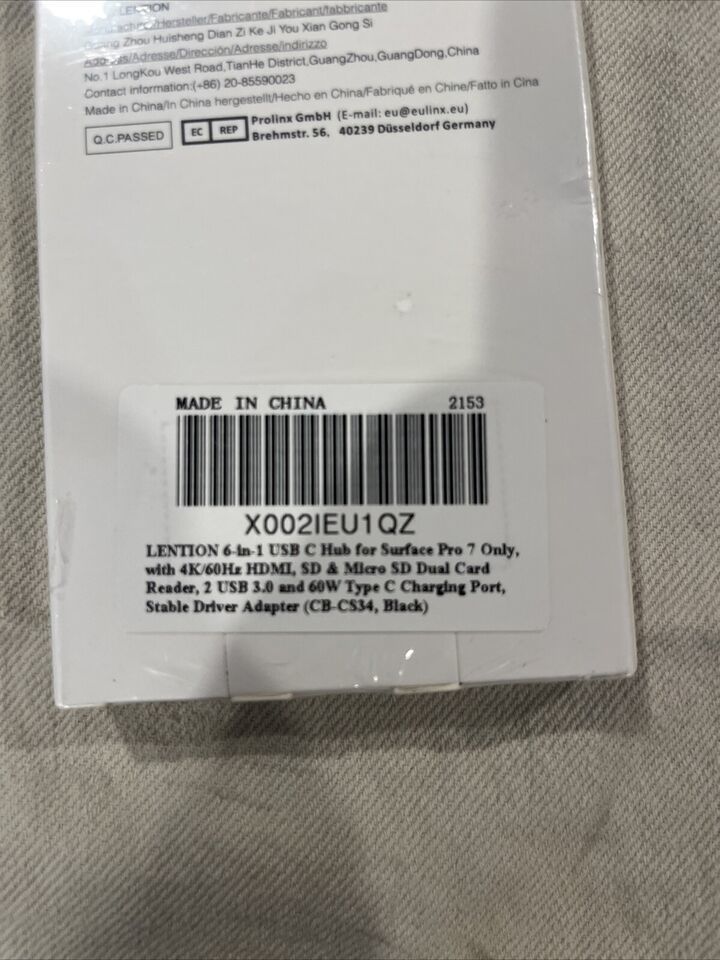 LENTION
/Hersteller/Fabricante/Fabricant/fabbricante
Zhou Huisheng Dian Zi Ke Ji You Xian Gong Si
/Adresse/Dirección/Adresse/indirizzo
No.1 LongKou West Road,TianHe District,GuangZhou,GuangDong,China
Contact information:(+86) 20-85590023
Made in China/In China hergestellt/Hecho en China/Fabriqué en Chine/Fatto in Cina
Q.C.PASSED
EC REP
Prolinx GmbH (E-mail: eu@eulinx.eu)
Brehmstr. 56, 40239 Düsseldorf Germany
MADE IN CHINA 2153
X002IEU1QZ
LENTION 6-in-1 USB C Hub for Surface Pro 7 Only,
with 4K/60Hz HDMI, SD & Micro SD Dual Card
Reader, 2 USB 3.0 and 60W Type C Charging Port,
Stable Driver Adapter (CB-CS34, Black)